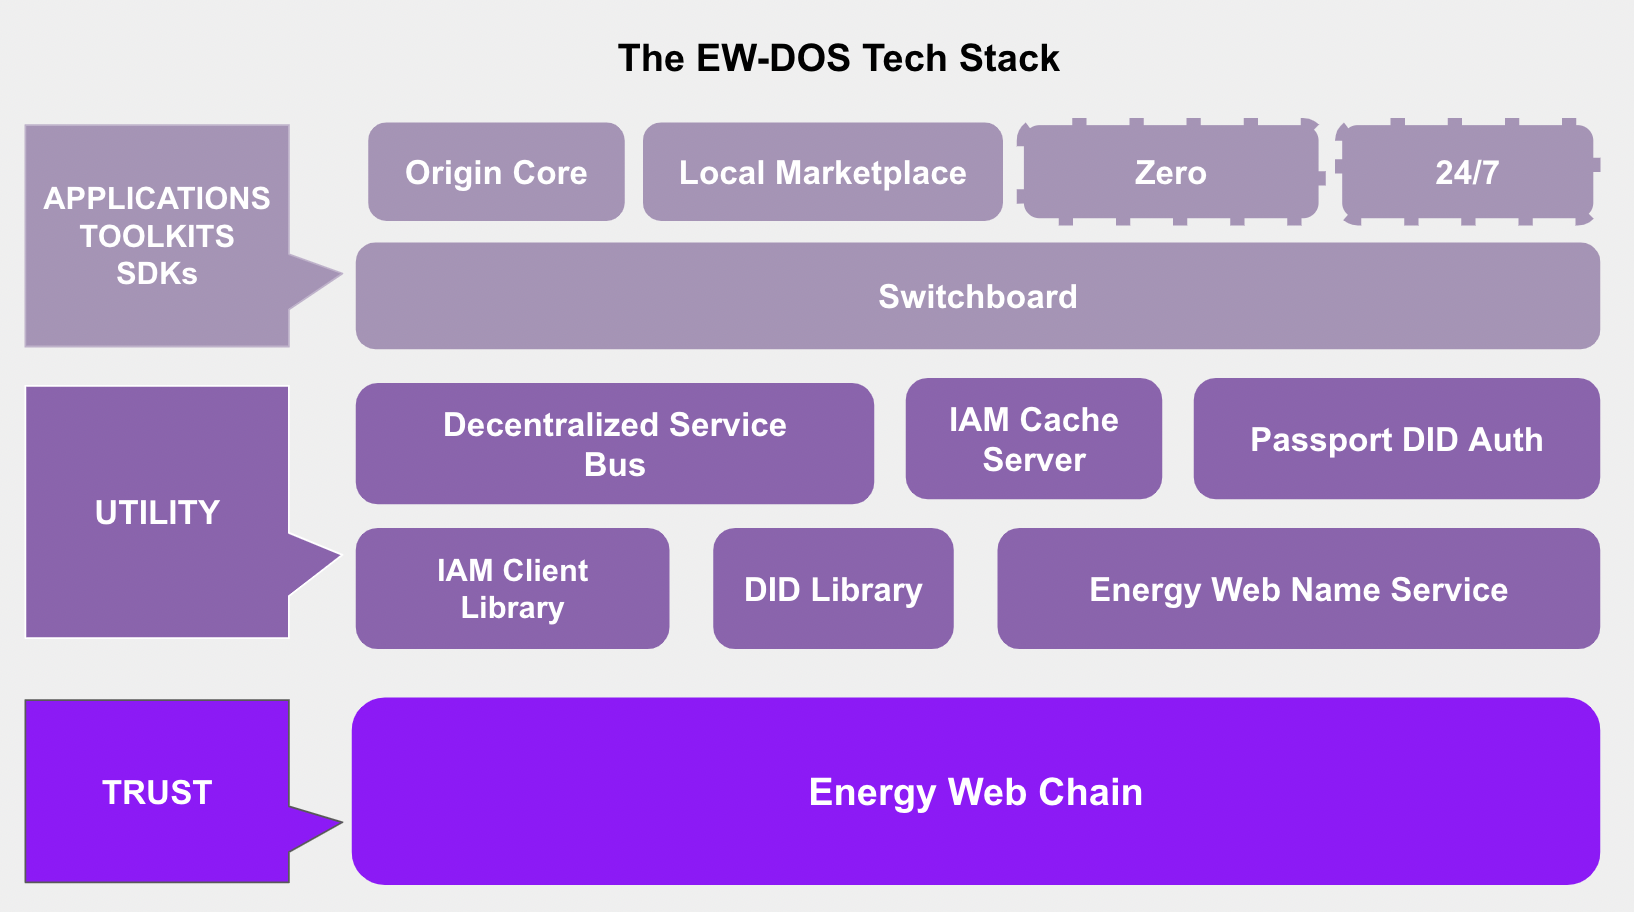 The EW-DOS Tech Stack
APPLICATIONS
TOOLKITS
SDKs
Origin Core
Local Marketplace
Zero
24/7
Switchboard
UTILITY
Decentralized Service
Bus
IAM Cache
Server
Passport DID Auth
IAM Client
Library
DID Library
Energy Web Name Service
TRUST
Energy Web Chain